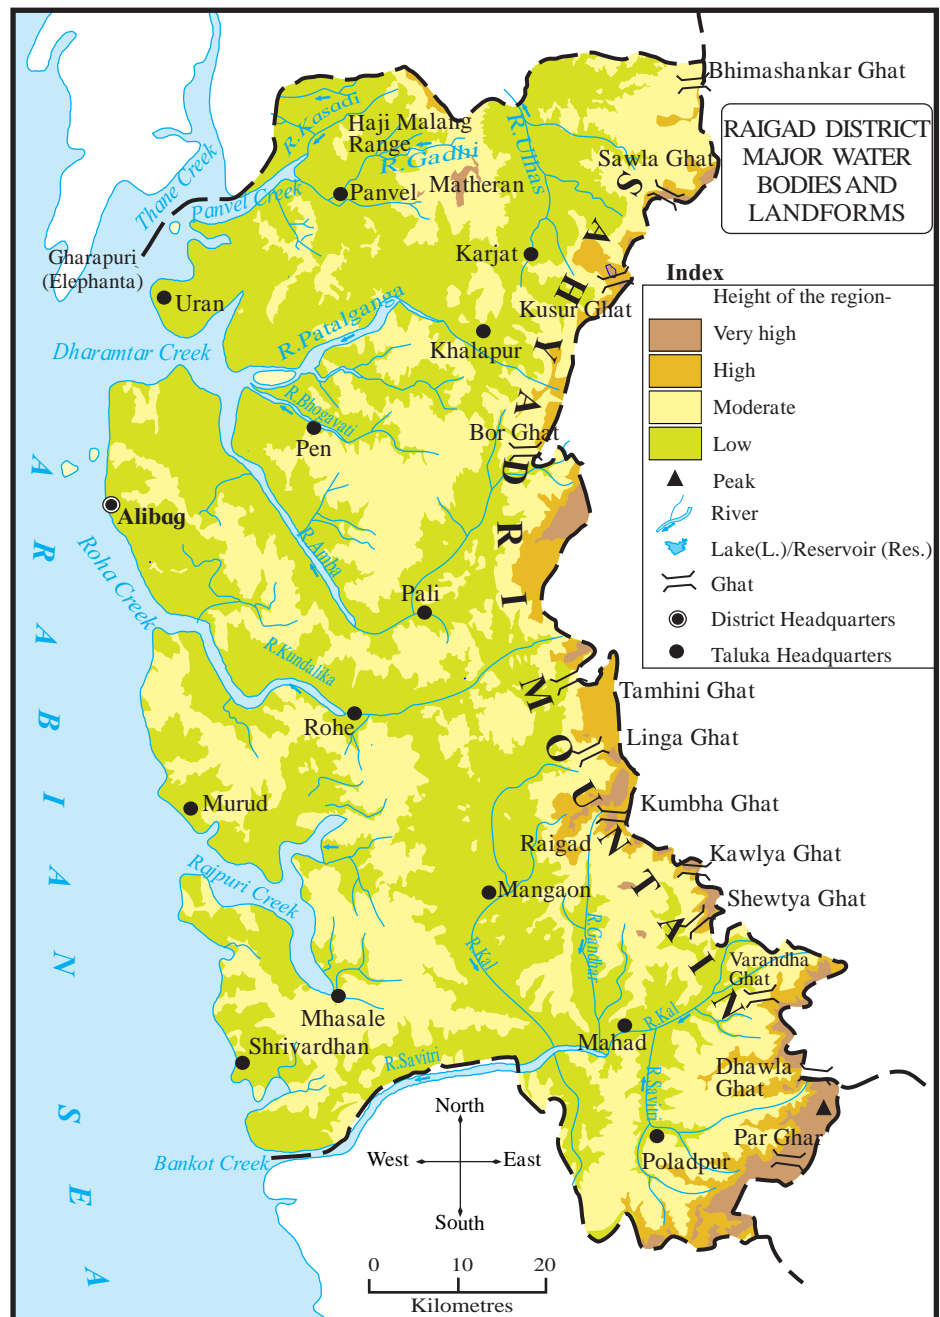 Bhimashankar Ghat
RAIGAD DISTRICT
MAJOR WATER
BODIES AND
LANDFORMS
R.Kasadi
Haji Malang
Range
R.Gadhi
R.Ulhas
Sawla Ghat
Thane Creek
Panvel Creek
Panvel
Matheran
Gharapuri
(Elephanta)
Karjat
Uran
Kusur Ghat
R.Patalganga
Khalapur
Dharamtar Creek
Index
Height of the region-
Very high
High
Moderate
Low
Peak
River
Lake(L.)/Reservoir (Res.)
Ghat
District Headquarters
Taluka Headquarters
R.Bhogavati
Pen
Bor Ghat
Alibag
Roha Creek
R.Amba
Pali
R.Kundalika
Rohe
SAHYADRI MOUNTAIN
Tamhini Ghat
Linga Ghat
Kumbha Ghat
Murud
Raigad
Kawlya Ghat
Rajpuri Creek
Mangaon
Shewtya Ghat
R.Kal
R.Gandhar
Varandha
Ghat
Mhasale
R.Kal
Mahad
Shrivardhan
R.Savitri
Dhawla
Ghat
R.Savitri
Par Ghar
Poladpur
Bankot Creek
ARABIAN SEA
North
West
East
South
0 10 20
Kilometres